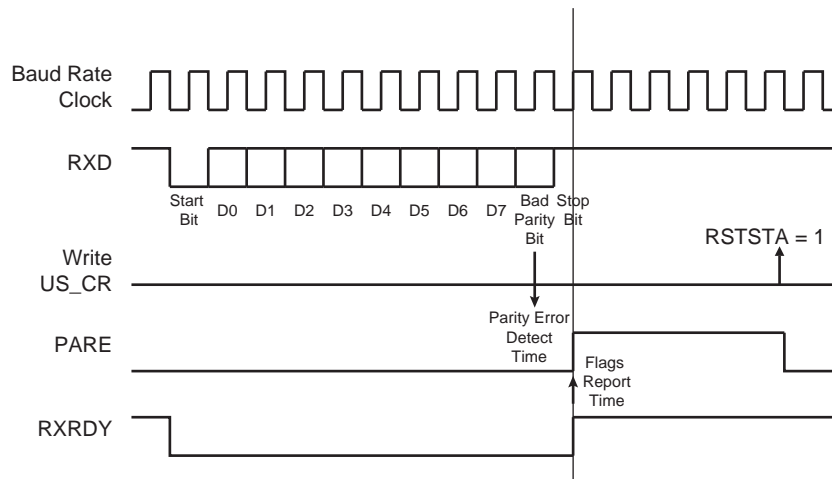 Baud Rate
Clock
RXD
Start
Bit
D0 D1 D2 D3 D4 D5 D6 D7
Bad
Parity
Bit
Stop
Bit
Write
US_CR
RSTSTA = 1
Parity Error
Detect
Time
PARE
Flags
Report
Time
RXRDY